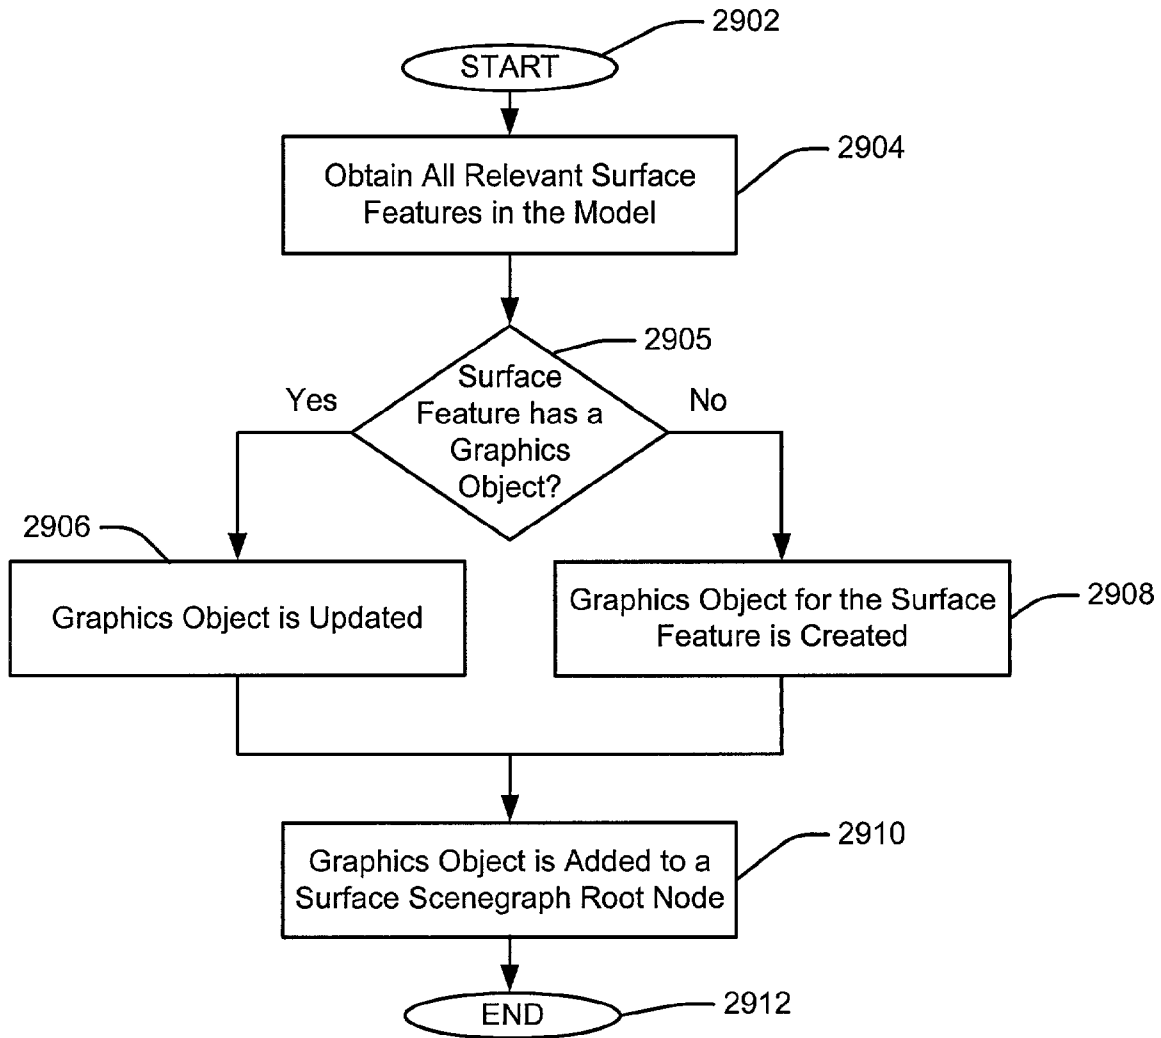 2902
START
2904
Obtain All Relevant Surface
Features in the Model
2905
Surface
Feature has a
Graphics
Object?
Yes
No
2906
Graphics Object is Updated
Graphics Object for the Surface
Feature is Created
2908
2910
Graphics Object is Added to a
Surface Scenegraph Root Node
END
2912